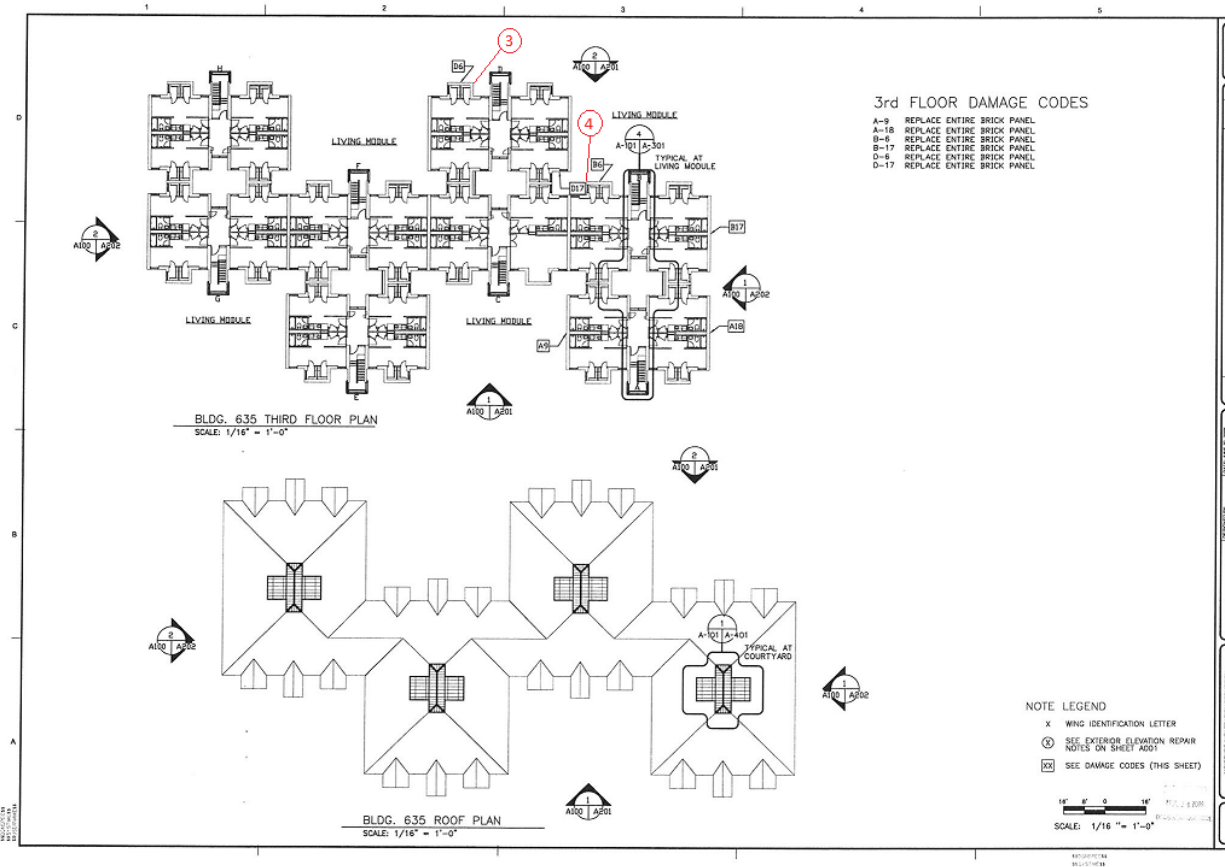 1 2 3 4 5
3
2
A100 A201
D6
H
D
3rd FLOOR DAMAGE CODES
A-9 REPLACE ENTIRE BRICK PANEL
A-18 REPLACE ENTIRE BRICK PANEL
B-6 REPLACE ENTIRE BRICK PANEL
B-17 REPLACE ENTIRE BRICK PANEL
D-6 REPLACE ENTIRE BRICK PANEL
D-17 REPLACE ENTIRE BRICK PANEL
D
LIVING MODULE
4
LIVING MODULE
4
A-101 A-301
TYPICAL AT
LIVING MODULE
F
B6
D17
B17
2
A100 A202
1
A100 A202
G
C
LIVING MODULE
LIVING MODULE
C
A18
A9
E
A
1
A100 A201
BLDG. 635 THIRD FLOOR PLAN
SCALE: 1/16" = 1'-0"
2
A100 A201
B
1
A-101 A-401
TYPICAL AT
COURTYARD
2
A100 A202
1
A100 A202
NOTE LEGEND
X WING IDENTIFICATION LETTER
X SEE EXTERIOR ELEVATION REPAIR
NOTES ON SHEET A001
XX SEE DAMAGE CODES (THIS SHEET)
A
1
A100 A201
16' 8' 0 16'
SCALE: 1/16 "= 1'-0"
BLDG. 635 ROOF PLAN
SCALE: 1/16" = 1'-0"